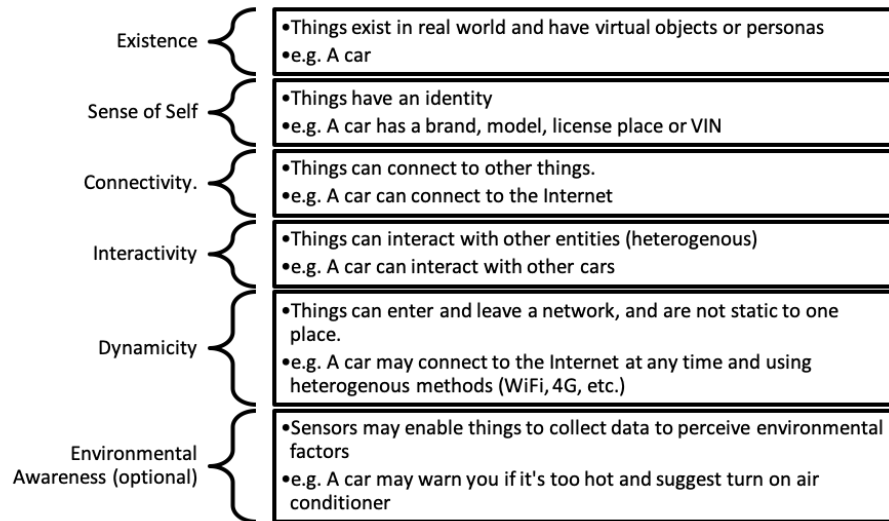 Existence
•Things exist in real world and have virtual objects or personas
•e.g. A car
Sense of Self
•Things have an identity
•e.g. A car has a brand, model, license place or VIN
Connectivity.
•Things can connect to other things.
•e.g. A car can connect to the Internet
Interactivity
•Things can interact with other entities (heterogenous)
•e.g. A car can interact with other cars
Dynamicity
•Things can enter and leave a network, and are not static to one
place.
•e.g. A car may connect to the Internet at any time and using
heterogenous methods (WiFi, 4G, etc.)
Environmental
Awareness (optional)
•Sensors may enable things to collect data to perceive environmental
factors
•e.g. A car may warn you if it's too hot and suggest turn on air
conditioner